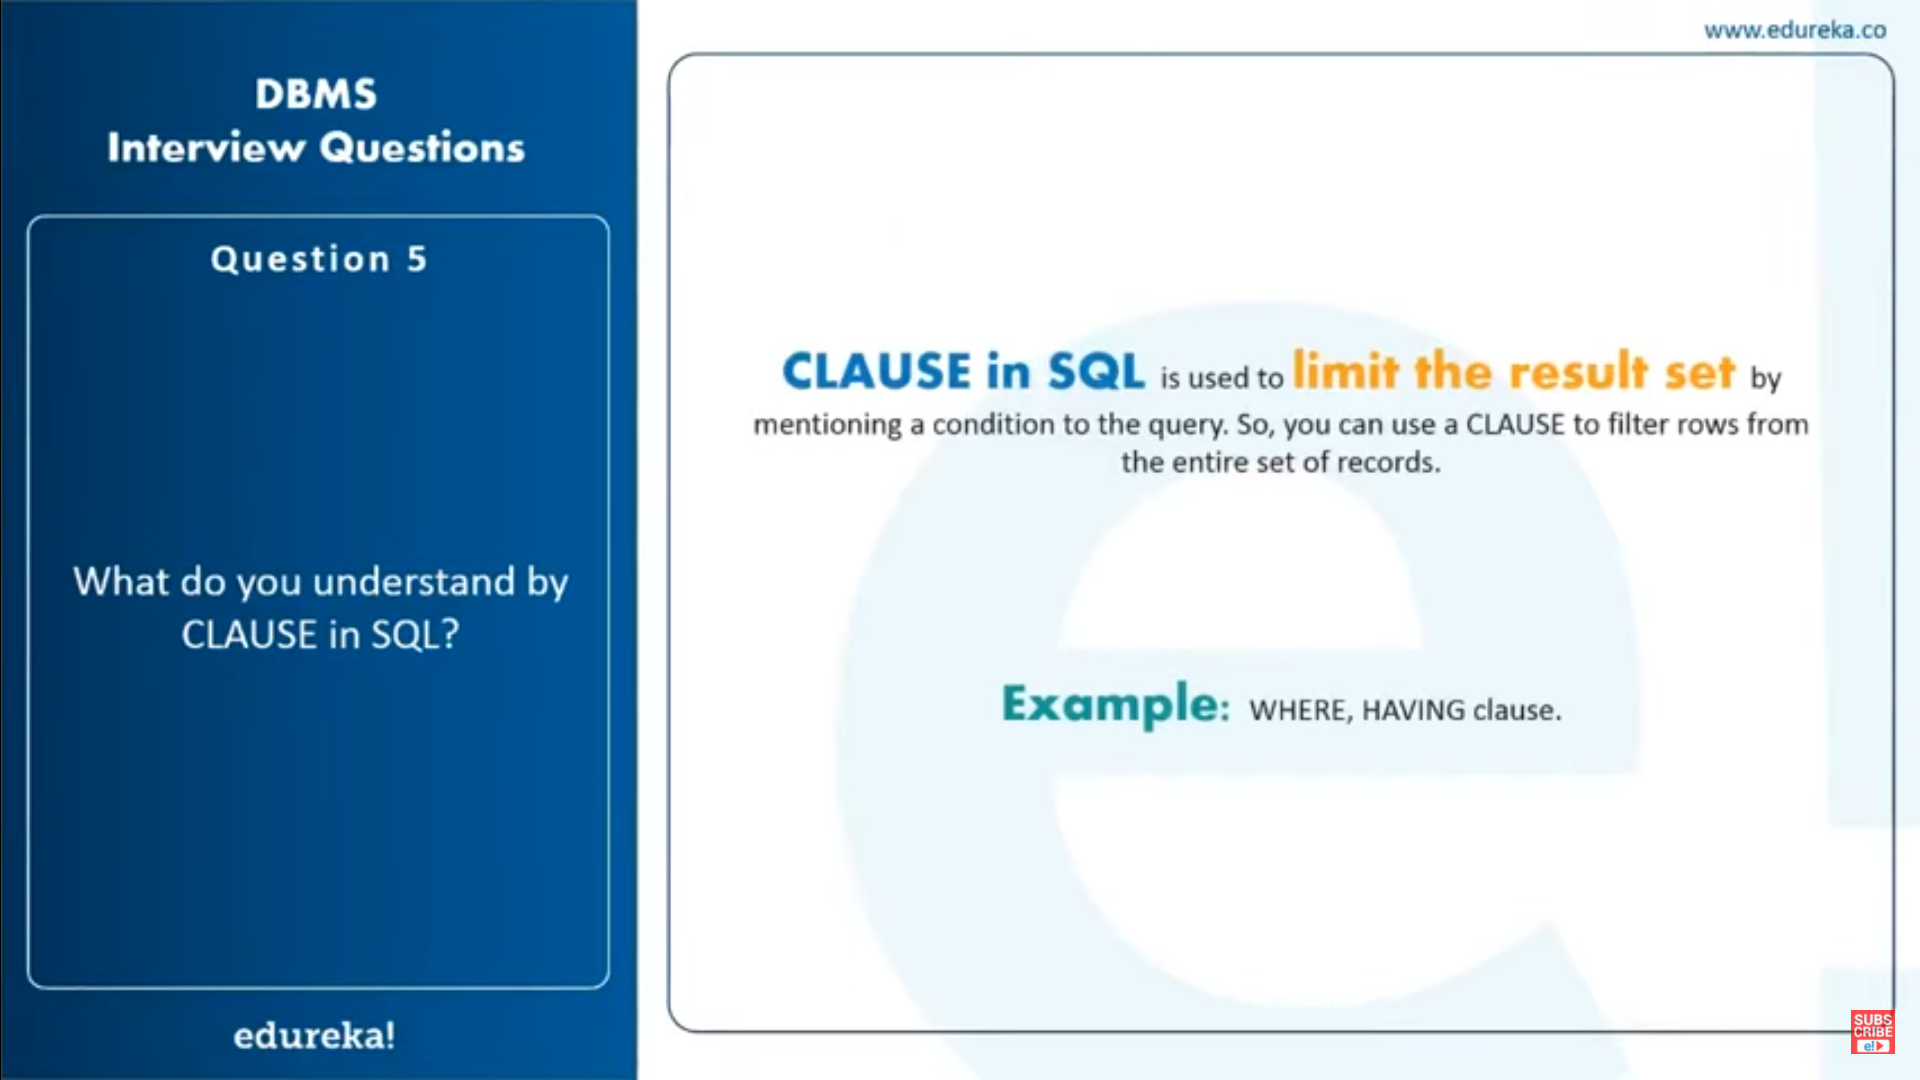 www.edureka.co
DBMS
Interview Questions
Question 5
What do you understand by
CLAUSE in SQL?
edureka!
CLAUSE in SQL is used to limit the result set by
mentioning a condition to the query. So, you can use a CLAUSE to filter rows from
the entire set of records.
Example: WHERE, HAVING clause.
SUBS
CRIBE
e!